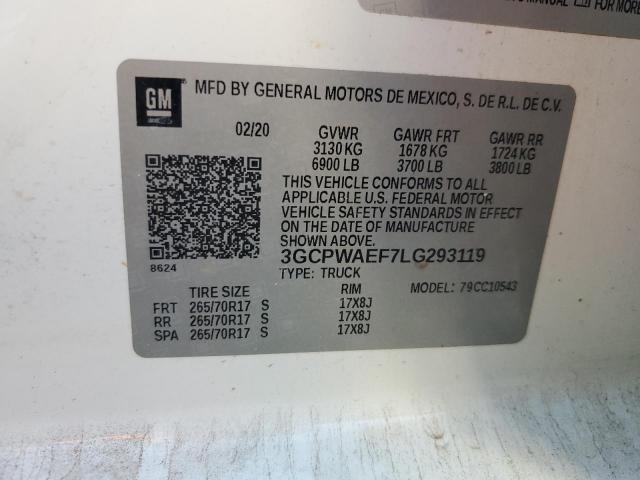 FOR MORE
GM
MFD BY GENERAL MOTORS DE MEXICO, S. DE R.L. DE C.V.
02/20 GVWR GAWR FRT GAWR RR
3130 KG 1678 KG 1724 KG
6900 LB 3700 LB 3800 LB
THIS VEHICLE CONFORMS TO ALL
APPLICABLE U.S. FEDERAL MOTOR
VEHICLE SAFETY STANDARDS IN EFFECT
ON THE DATE OF MANUFACTURE
SHOWN ABOVE.
8624
3GCPWAEF7LG293119
TYPE: TRUCK
MODEL: 79CC10543
TIRE SIZE RIM
FRT 265/70R17 S 17X8J
RR 265/70R17 S 17X8J
SPA 265/70R17 S 17X8J